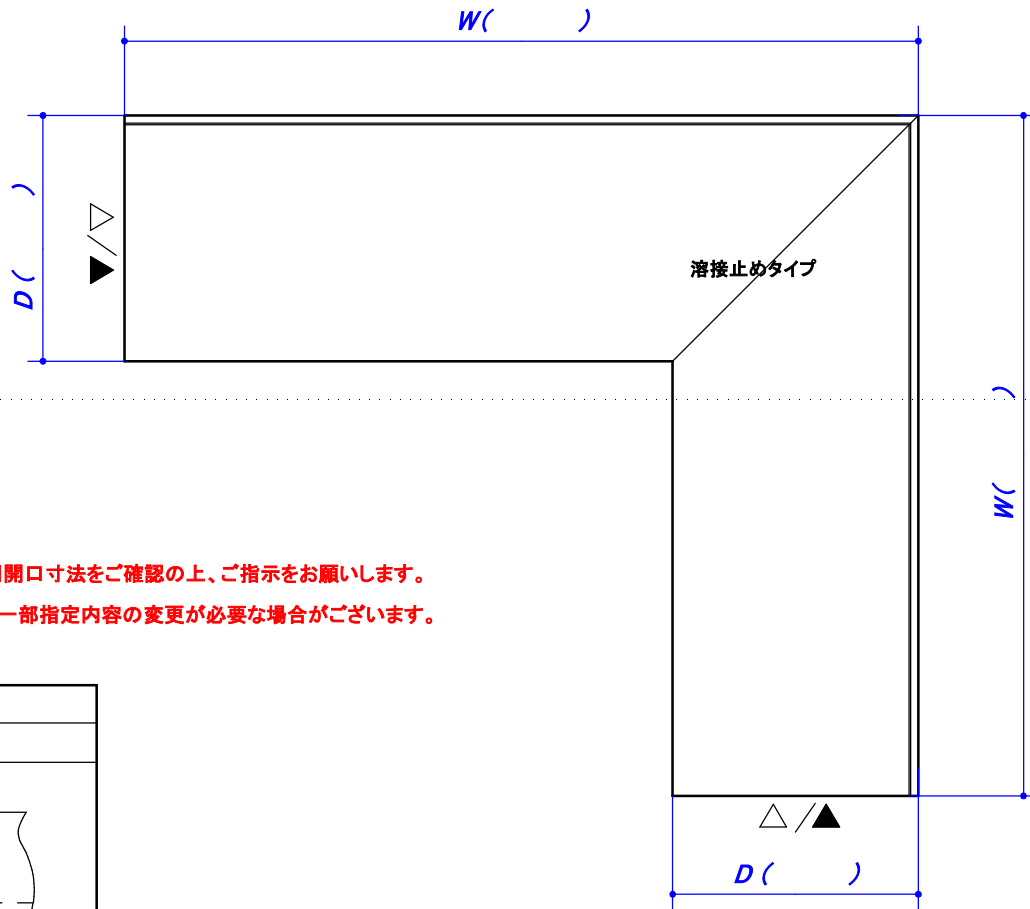 W(    )
D(    )
△/▲
溶接止めタイプ
W(    )
開口寸法をご確認の上、ご指示をお願いします。
一部指定内容の変更が必要な場合がございます。
△/▲
D(    )